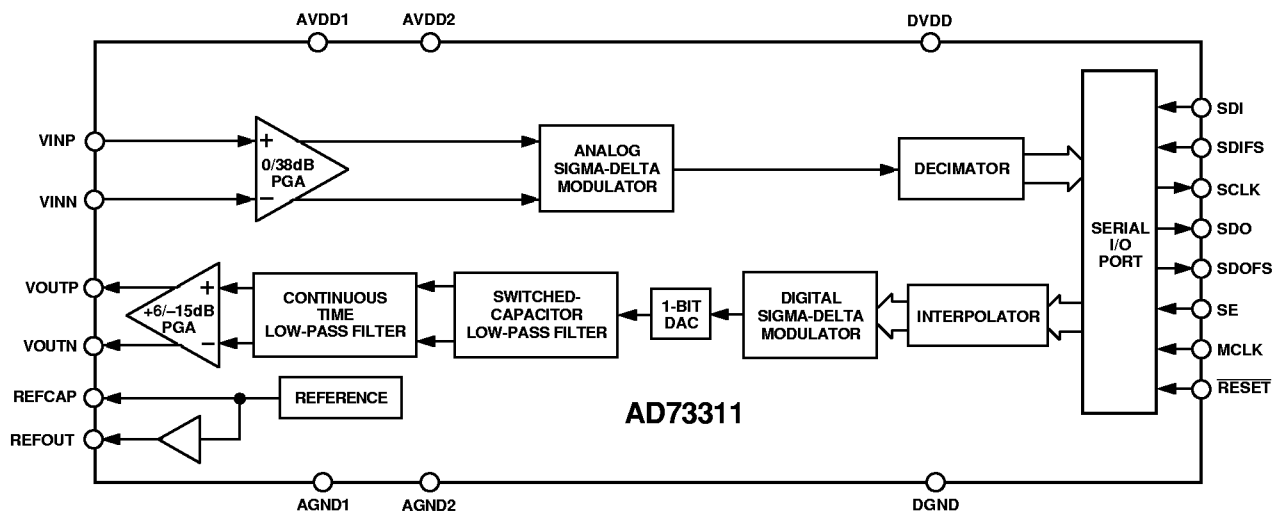 AVDD1
AVDD2
DVDD
VINP
VINN
+
0/38dB
PGA
−
ANALOG
SIGMA-DELTA
MODULATOR
DECIMATOR
SERIAL
I/O
PORT
SDI
SDIFS
SCLK
SDO
SDOFS
SE
MCLK
RESET
VOUTP
VOUTN
+
+6/–15dB
PGA
−
CONTINUOUS
TIME
LOW-PASS FILTER
SWITCHED-
CAPACITOR
LOW-PASS FILTER
1-BIT
DAC
DIGITAL
SIGMA-DELTA
MODULATOR
INTERPOLATOR
REFCAP
REFOUT
REFERENCE
AD73311
AGND1
AGND2
DGND